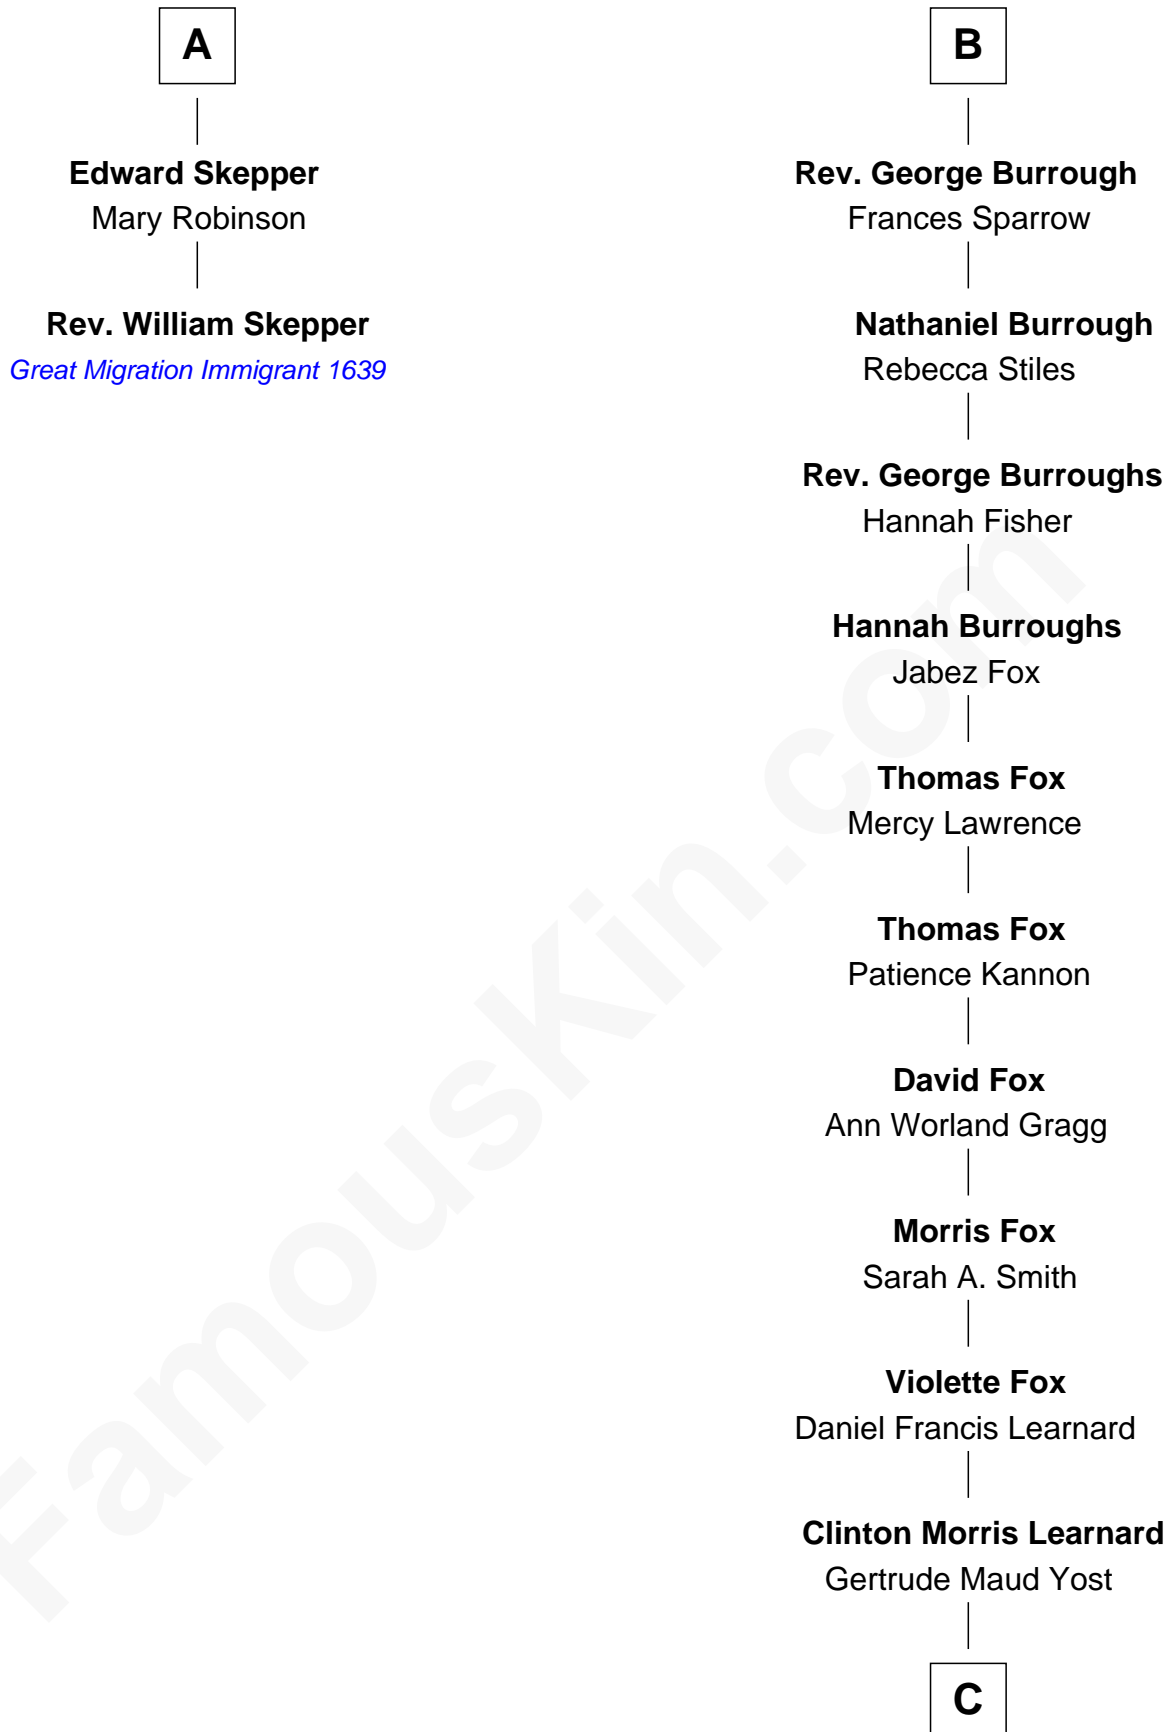 A
Edward Skepper
Mary Robinson
Rev. William Skepper
Great Migration Immigrant 1639
B
Rev. George Burrough
Frances Sparrow
Nathaniel Burrough
Rebecca Stiles
Rev. George Burroughs
Hannah Fisher
Hannah Burroughs
Jabez Fox
Thomas Fox
Mercy Lawrence
Thomas Fox
Patience Kannon
David Fox
Ann Worland Gragg
Morris Fox
Sarah A. Smith
Violette Fox
Daniel Francis Learnard
Clinton Morris Learnard
Gertrude Maud Yost
C
FamousKin.com